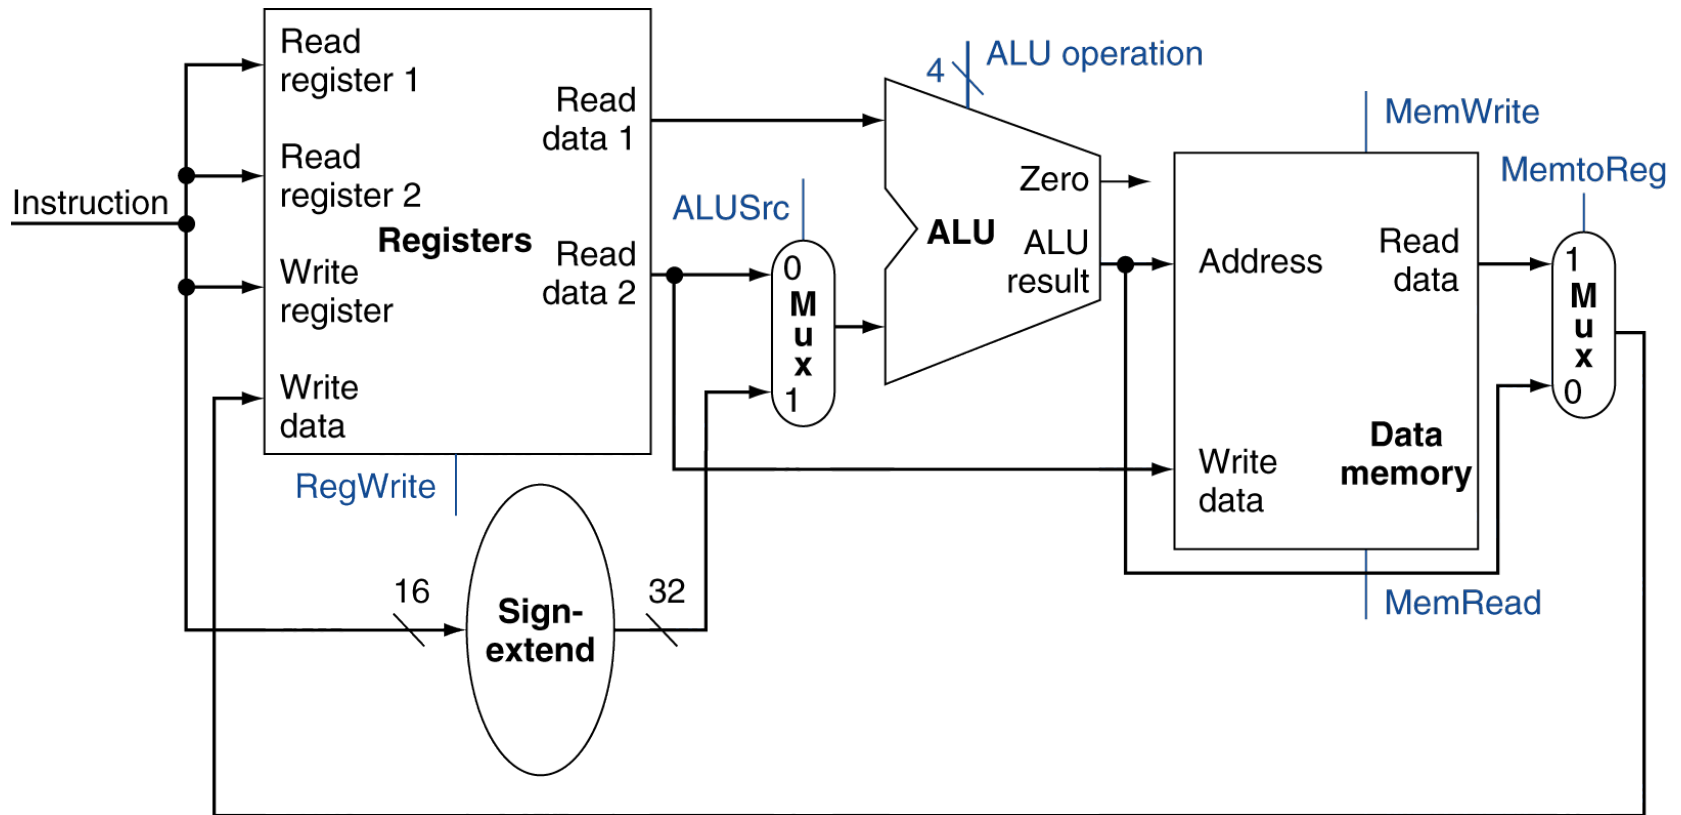 Instruction
Read
register 1
Read
register 2
Write
register
Write
data
Registers
Read
data 1
Read
data 2
RegWrite
16
Sign-
extend
32
ALUSrc
0
M
u
x
1
4
ALU operation
ALU
Zero
ALU
result
MemWrite
Address
Read
data
Write
data
Data
memory
MemRead
MemtoReg
1
M
u
x
0